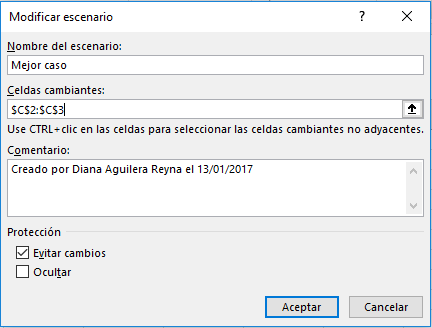 Modificar escenario
?
Nombre del escenario:
Mejor caso
Celdas cambiantes:
$C$2:$C$3
Use CTRL+clic en las celdas para seleccionar las celdas cambiantes no adyacentes.
Comentario:
Creado por Diana Aguilera Reyna el 13/01/2017
Protección
Evitar cambios
Ocultar
Aceptar
Cancelar